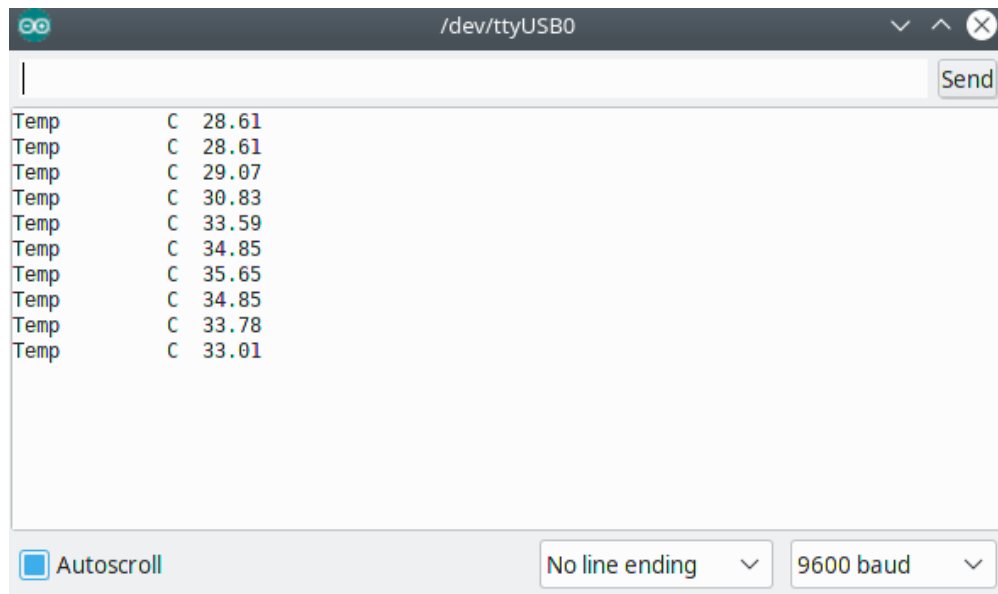 /dev/ttyUSB0
Send
Temp C 28.61
Temp C 28.61
Temp C 29.07
Temp C 30.83
Temp C 33.59
Temp C 34.85
Temp C 35.65
Temp C 34.85
Temp C 33.78
Temp C 33.01
Autoscroll No line ending 9600 baud